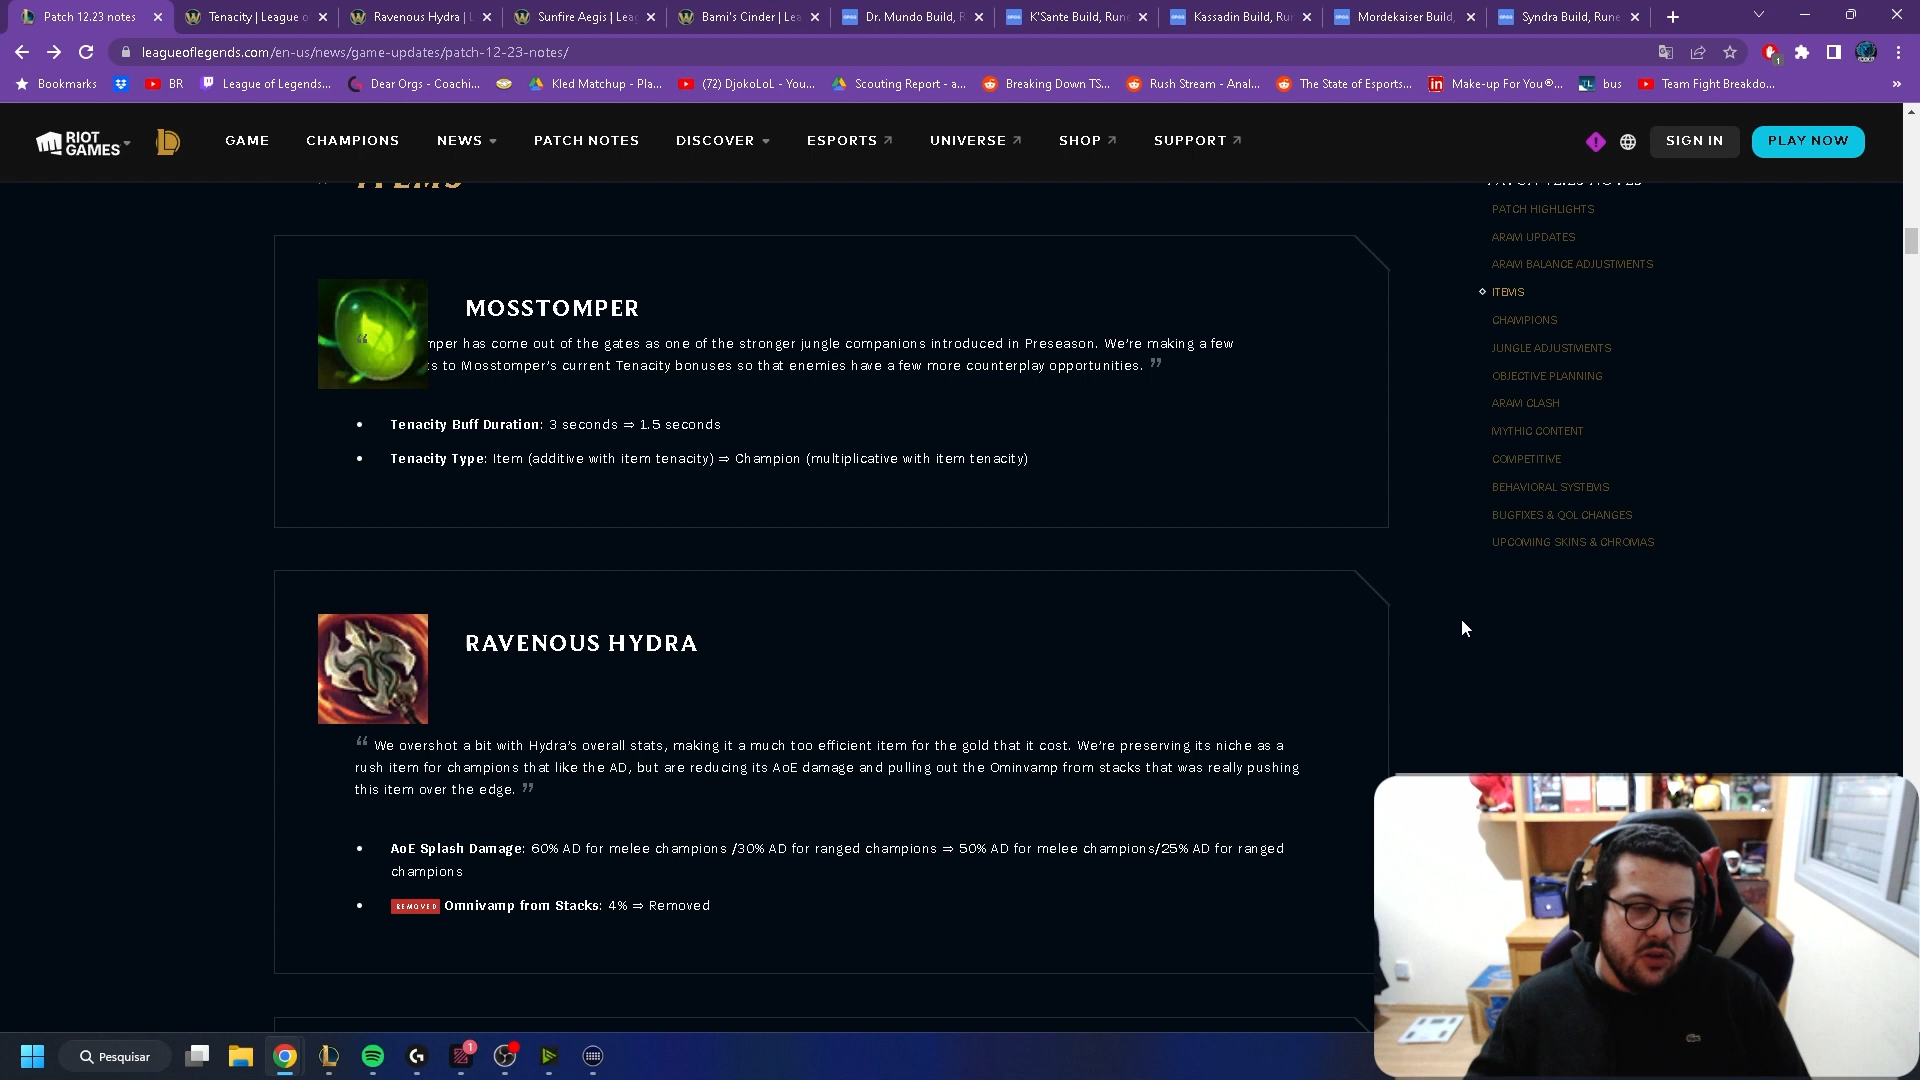 Patch 12.23 notes
Tenacity | League o
Ravenous Hydra | L
Sunfire Aegis | Leag
Bami's Cinder | Lea
Dr. Mundo Build, R
K'Sante Build, Rune
Kassadin Build, Run
Mordekaiser Build,
Syndra Build, Rune
leagueoflegends.com/en-us/news/game-updates/patch-12-23-notes/
1
Bookmarks
BR
League of Legends...
Dear Orgs - Coachi...
Kled Matchup - Pla...
(72) DjokoLoL - You...
Scouting Report - a...
Breaking Down TS...
Rush Stream - Anal...
The State of Esports...
Make-up For You®...
bus
Team Fight Breakdo...
RIOT GAMES
GAME
CHAMPIONS
NEWS
PATCH NOTES
DISCOVER
ESPORTS
UNIVERSE
SHOP
SUPPORT
SIGN IN
PLAY NOW
ITEMS
PATCH 12.23 NOTES
PATCH HIGHLIGHTS
ARAM UPDATES
ARAM BALANCE ADJUSTMENTS
ITEMS
CHAMPIONS
JUNGLE ADJUSTMENTS
OBJECTIVE PLANNING
ARAM CLASH
MYTHIC CONTENT
COMPETITIVE
BEHAVIORAL SYSTEMS
BUGFIXES & QOL CHANGES
UPCOMING SKINS & CHROMAS
MOSSTOMPER
“ mper has come out of the gates as one of the stronger jungle companions introduced in Preseason. We're making a few
ts to Mosstomper's current Tenacity bonuses so that enemies have a few more counterplay opportunities. ”
• Tenacity Buff Duration: 3 seconds ⇒ 1.5 seconds
• Tenacity Type: Item (additive with item tenacity) ⇒ Champion (multiplicative with item tenacity)
RAVENOUS HYDRA
“ We overshot a bit with Hydra's overall stats, making it a much too efficient item for the gold that it cost. We're preserving its niche as a
rush item for champions that like the AD, but are reducing its AoE damage and pulling out the Ominvamp from stacks that was really pushing
this item over the edge. ”
• AoE Splash Damage: 60% AD for melee champions /30% AD for ranged champions ⇒ 50% AD for melee champions/25% AD for ranged
champions
• REMOVED Omnivamp from Stacks: 4% ⇒ Removed
Pesquisar
1